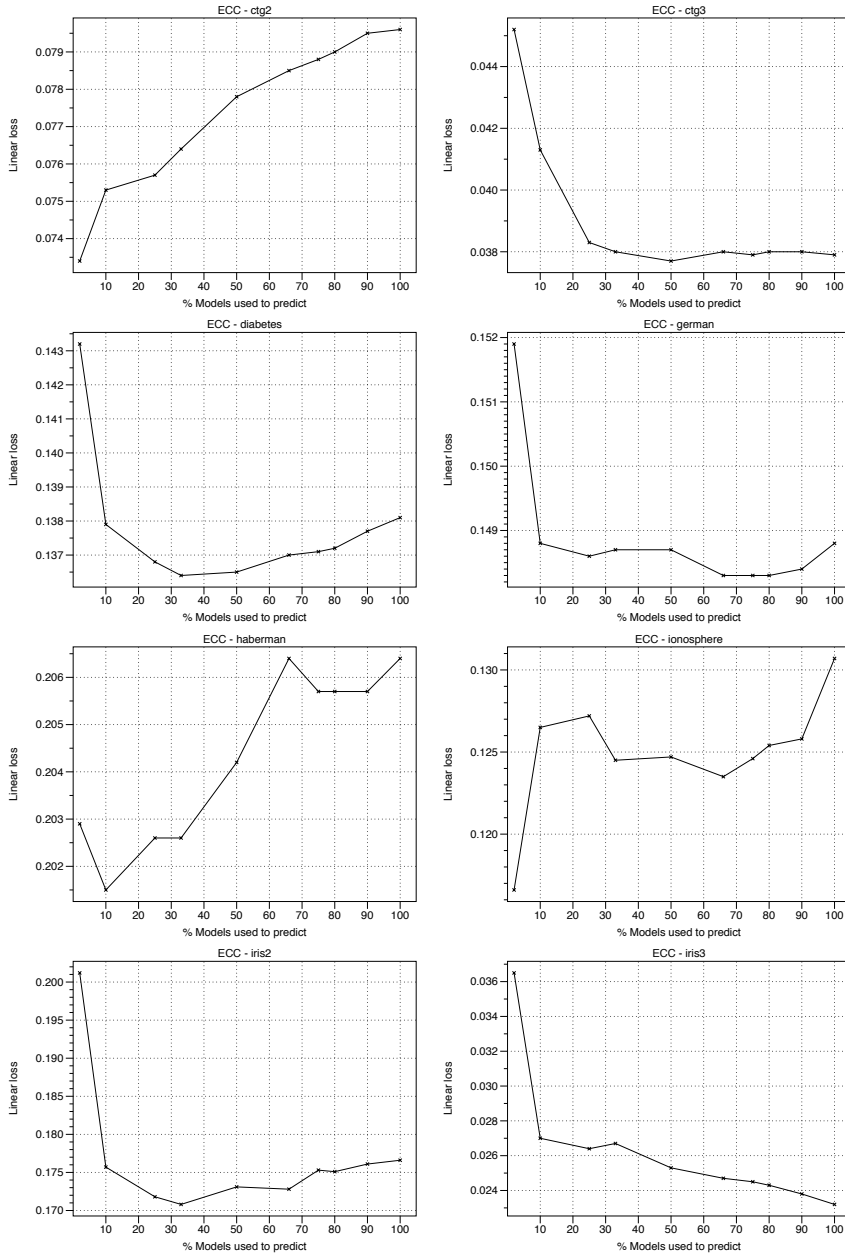 ECC - ctg2
Linear loss
0.079
0.078
0.077
0.076
0.075
0.074
10 20 30 40 50 60 70 80 90 100
% Models used to predict
ECC - ctg3
Linear loss
0.044
0.042
0.040
0.038
10 20 30 40 50 60 70 80 90 100
% Models used to predict
ECC - diabetes
Linear loss
0.143
0.142
0.141
0.140
0.139
0.138
0.137
10 20 30 40 50 60 70 80 90 100
% Models used to predict
ECC - german
Linear loss
0.152
0.151
0.150
0.149
10 20 30 40 50 60 70 80 90 100
% Models used to predict
ECC - haberman
Linear loss
0.206
0.205
0.204
0.203
0.202
10 20 30 40 50 60 70 80 90 100
% Models used to predict
ECC - ionosphere
Linear loss
0.130
0.125
0.120
10 20 30 40 50 60 70 80 90 100
% Models used to predict
ECC - iris2
Linear loss
0.200
0.195
0.190
0.185
0.180
0.175
0.170
10 20 30 40 50 60 70 80 90 100
% Models used to predict
ECC - iris3
Linear loss
0.036
0.034
0.032
0.030
0.028
0.026
0.024
10 20 30 40 50 60 70 80 90 100
% Models used to predict